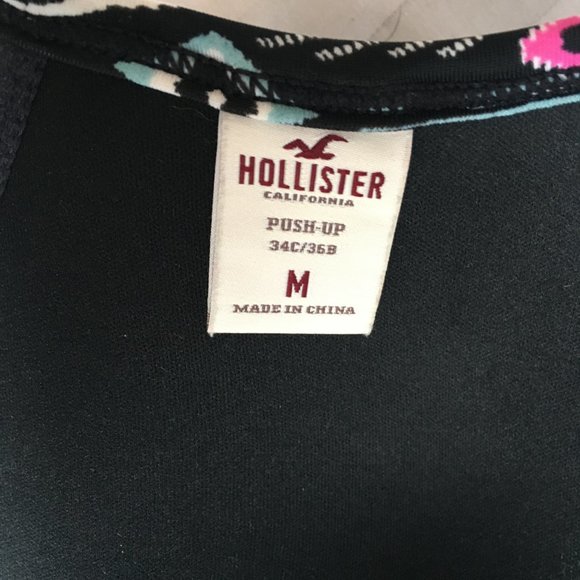 HOLLISTER
CALIFORNIA
PUSH-UP
34C/36B
M
MADE IN CHINA